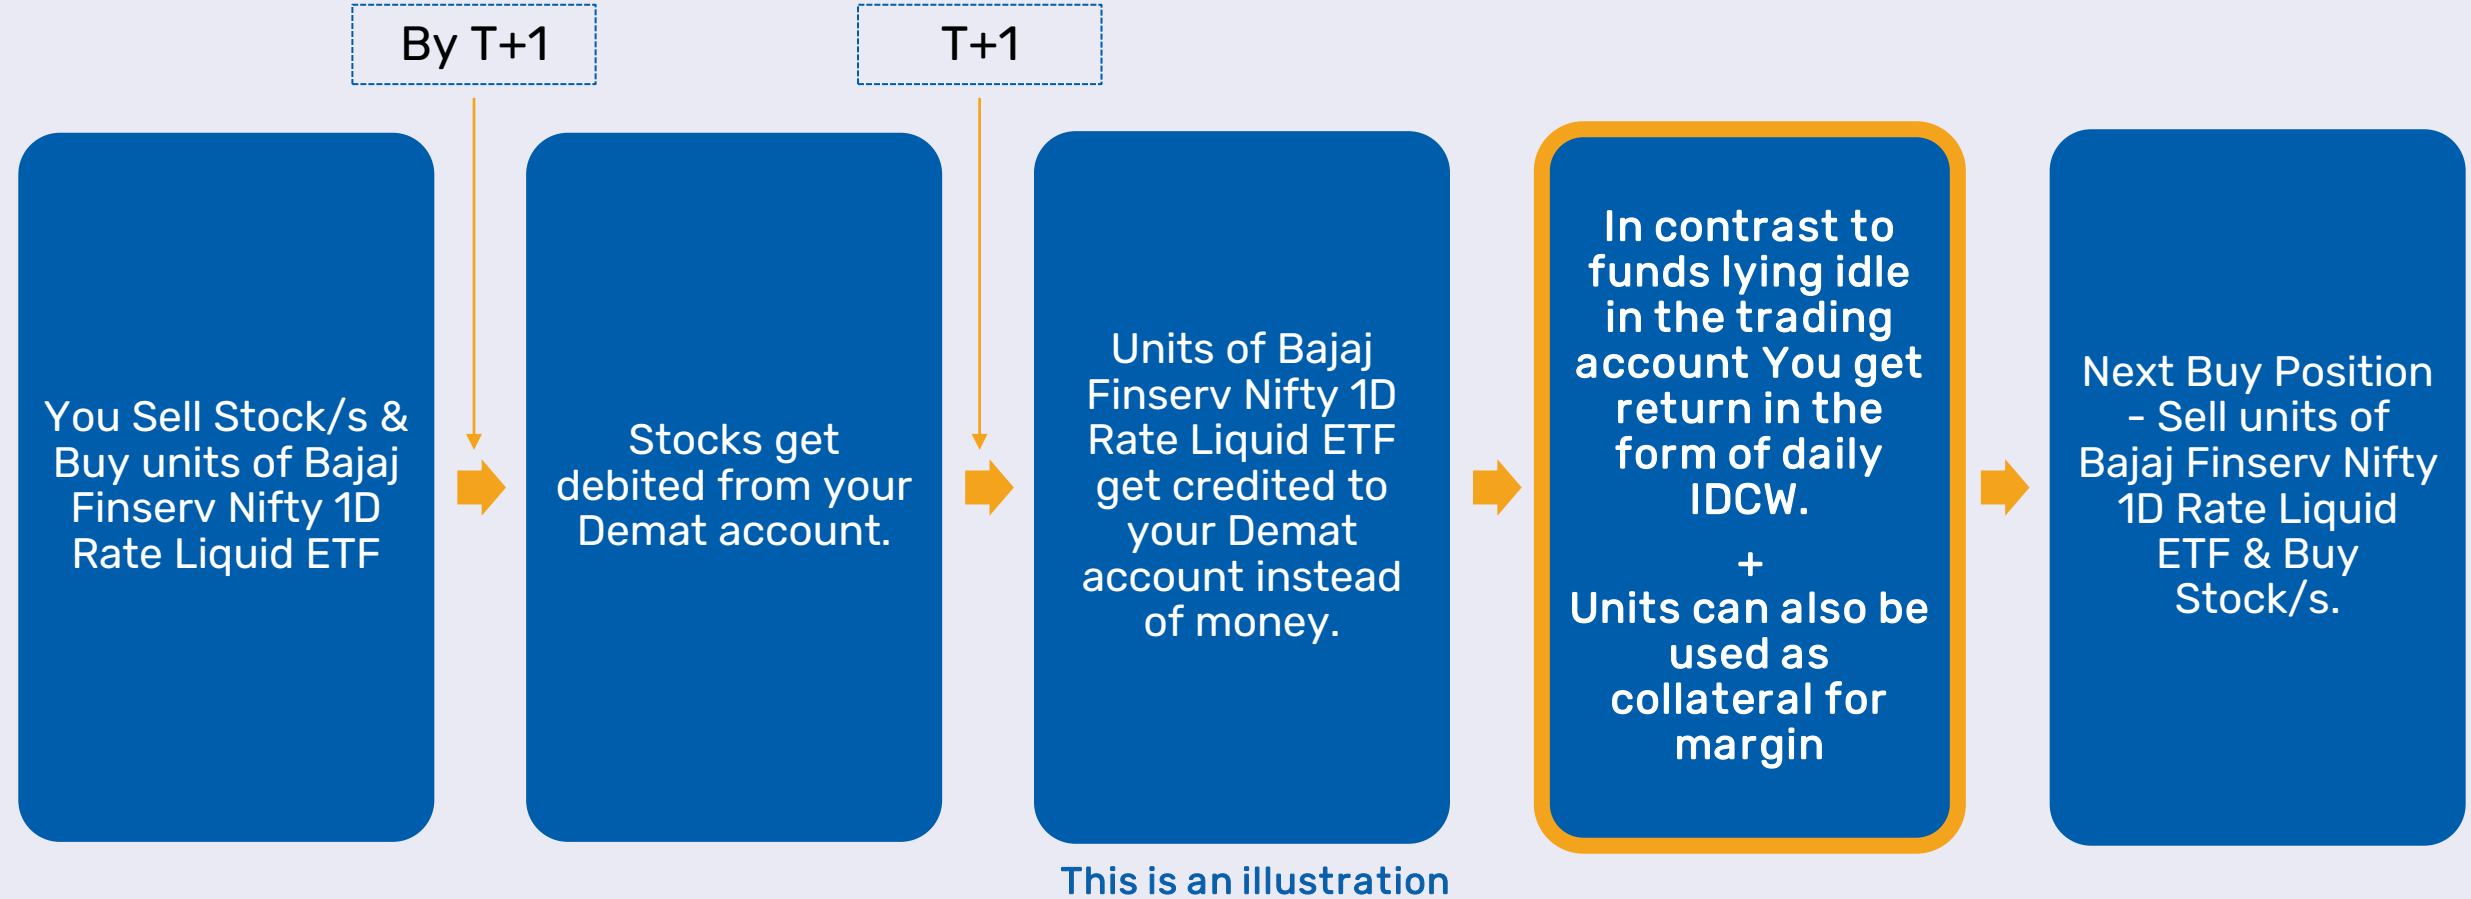 By T+1
T+1
You Sell Stock/s &
Buy units of Bajaj
Finserv Nifty 1D
Rate Liquid ETF
Stocks get
debited from your
Demat account.
Units of Bajaj
Finserv Nifty 1D
Rate Liquid ETF
get credited to
your Demat
account instead
of money.
In contrast to
funds lying idle
in the trading
account You get
return in the
form of daily
IDCW.
+
Units can also be
used as
collateral for
margin
Next Buy Position
- Sell units of
Bajaj Finserv Nifty
1D Rate Liquid
ETF & Buy
Stock/s.
This is an illustration